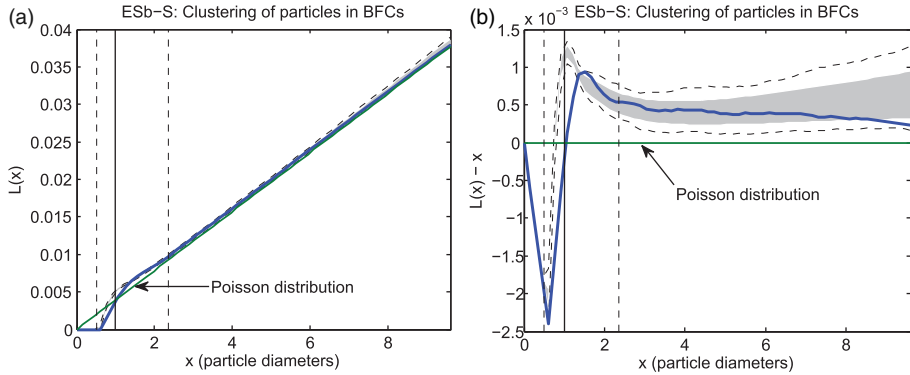 (a)
ESb−S: Clustering of particles in BFCs
0.04
0.035
0.03
0.025
0.02
0.015
0.01
0.005
0
L(x)
Poisson distribution
0 2 4 6 8
x (particle diameters)
(b)
ESb−S: Clustering of particles in BFCs
x 10⁻³
1.5
1
0.5
0
−0.5
−1
−1.5
−2
−2.5
L(x) − x
Poisson distribution
0 2 4 6 8
x (particle diameters)